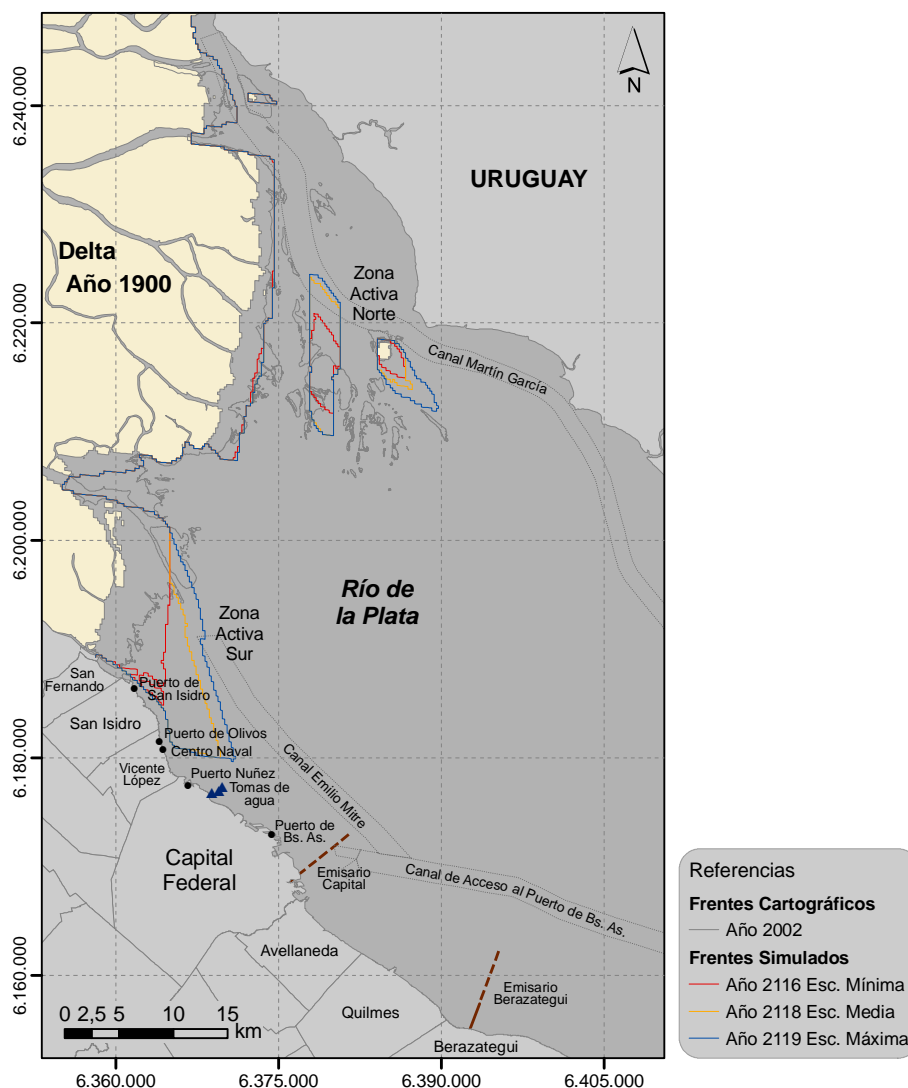 6.240.000
6.220.000
6.200.000
6.180.000
6.160.000
N
URUGUAY
Delta
Año 1900
Zona
Activa
Norte
Canal Martín García
Río de
la Plata
Zona
Activa
Sur
San
Fernando
Puerto de
San Isidro
San Isidro
Puerto de Olivos
Centro Naval
Vicente
López
Puerto Nuñez
Tomas de
agua
Canal Emilio Mitre
Puerto de
Bs. As.
Capital
Federal
Emisario
Capital
Canal de Acceso al Puerto de Bs. As.
Avellaneda
Emisario
Berazategui
Quilmes
Berazategui
0 2,5 5 10 15
km
6.360.000
6.375.000
6.390.000
6.405.000
Referencias
Frentes Cartográficos
Año 2002
Frentes Simulados
Año 2116 Esc. Mínima
Año 2118 Esc. Media
Año 2119 Esc. Máxima